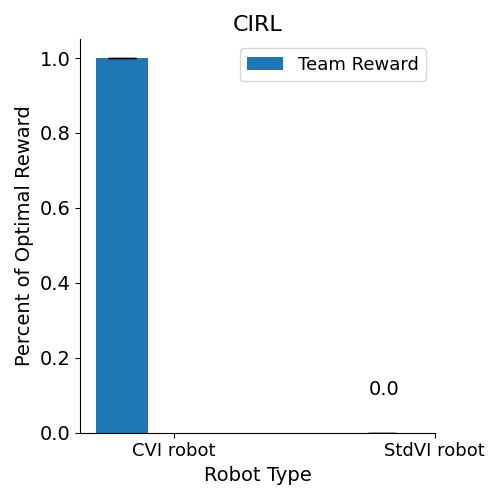 CIRL
Team Reward
Percent of Optimal Reward
1.0
0.8
0.6
0.4
0.2
0.0
0.0
CVI robot
StdVI robot
Robot Type